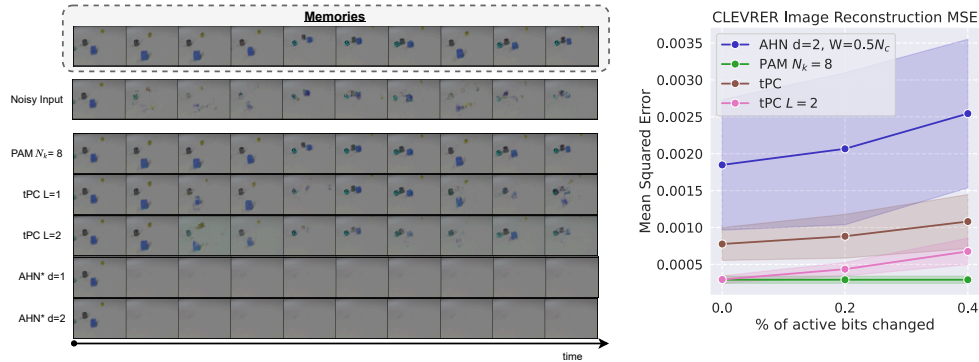 Memories
Noisy Input
PAM N_k= 8
tPC L=1
tPC L=2
AHN* d=1
AHN* d=2
time
CLEVRER Image Reconstruction MSE
AHN d=2, W=0.5N_c
PAM N_k = 8
tPC
tPC L = 2
Mean Squared Error
0.0035
0.0030
0.0025
0.0020
0.0015
0.0010
0.0005
0.0 0.2 0.4
% of active bits changed